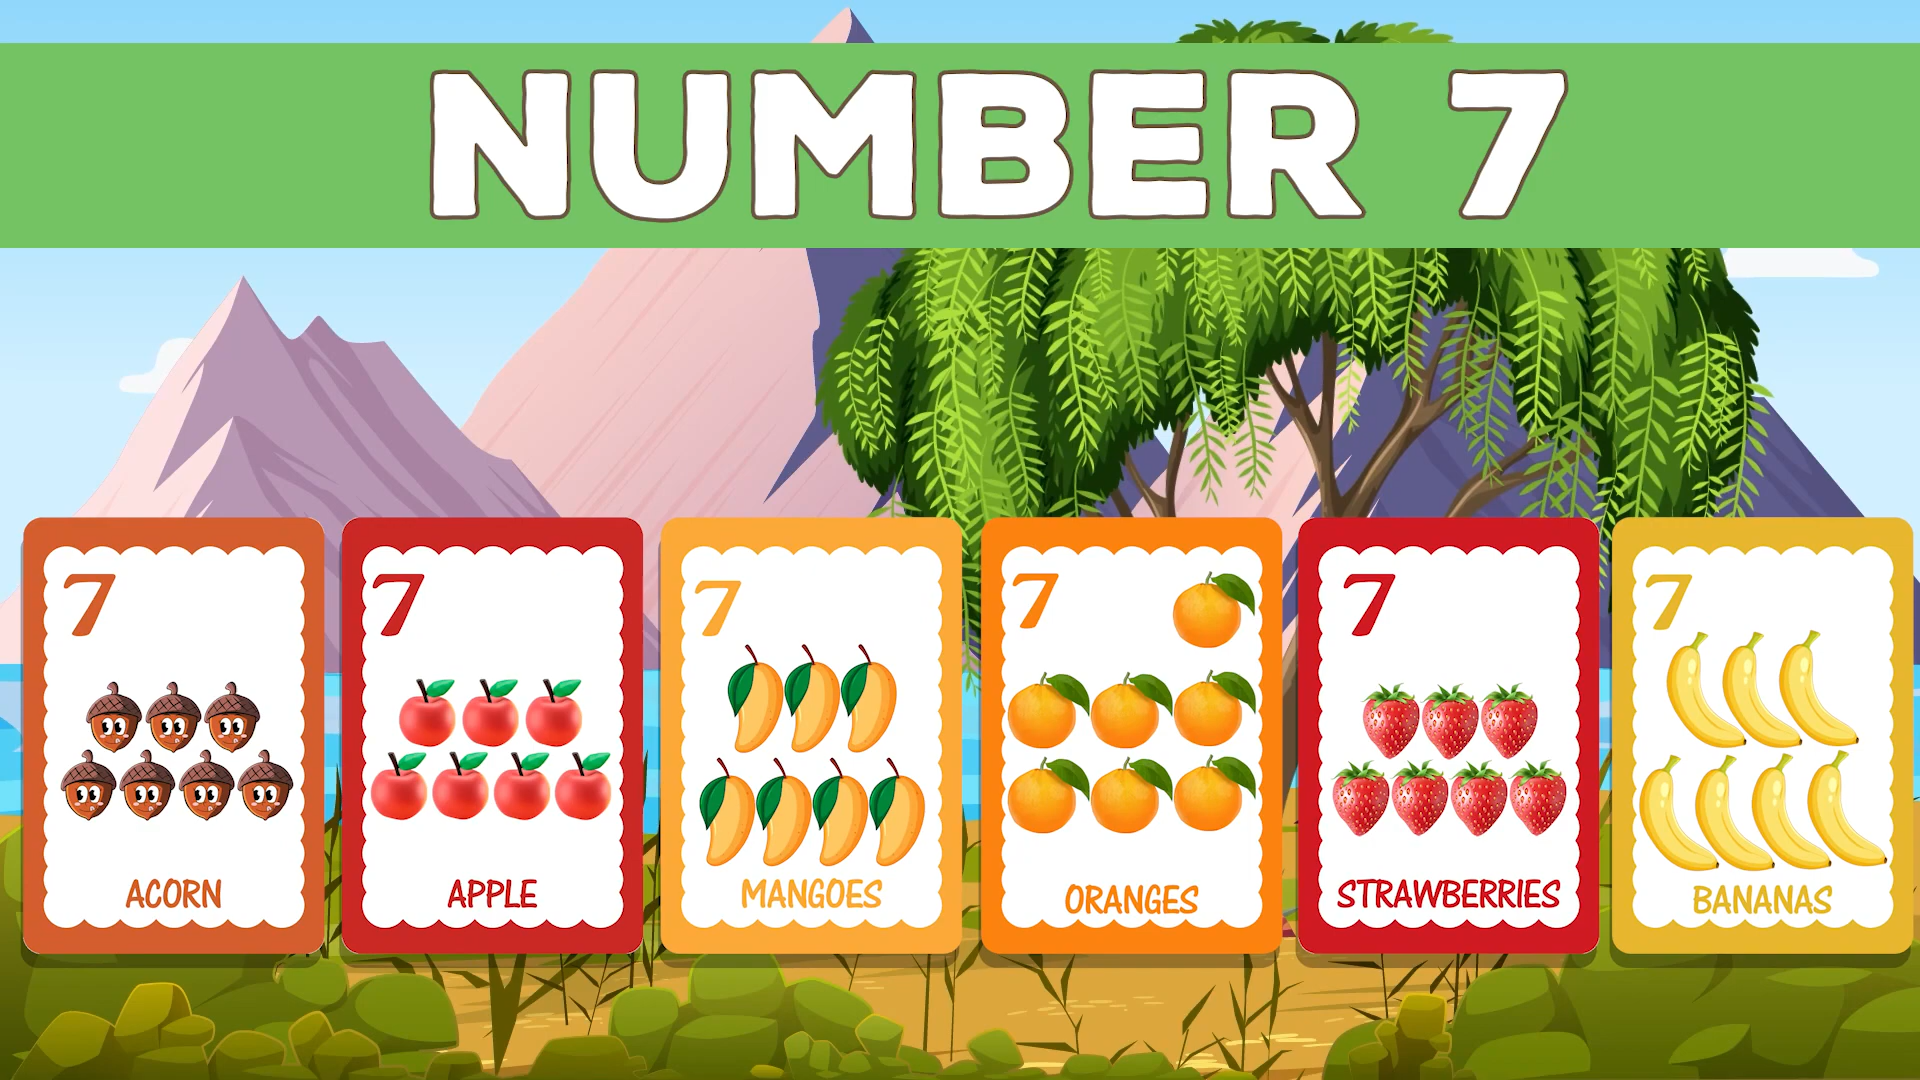 NUMBER 7
7
ACORN
7
APPLE
7
MANGOES
7
ORANGES
7
STRAWBERRIES
7
BANANAS